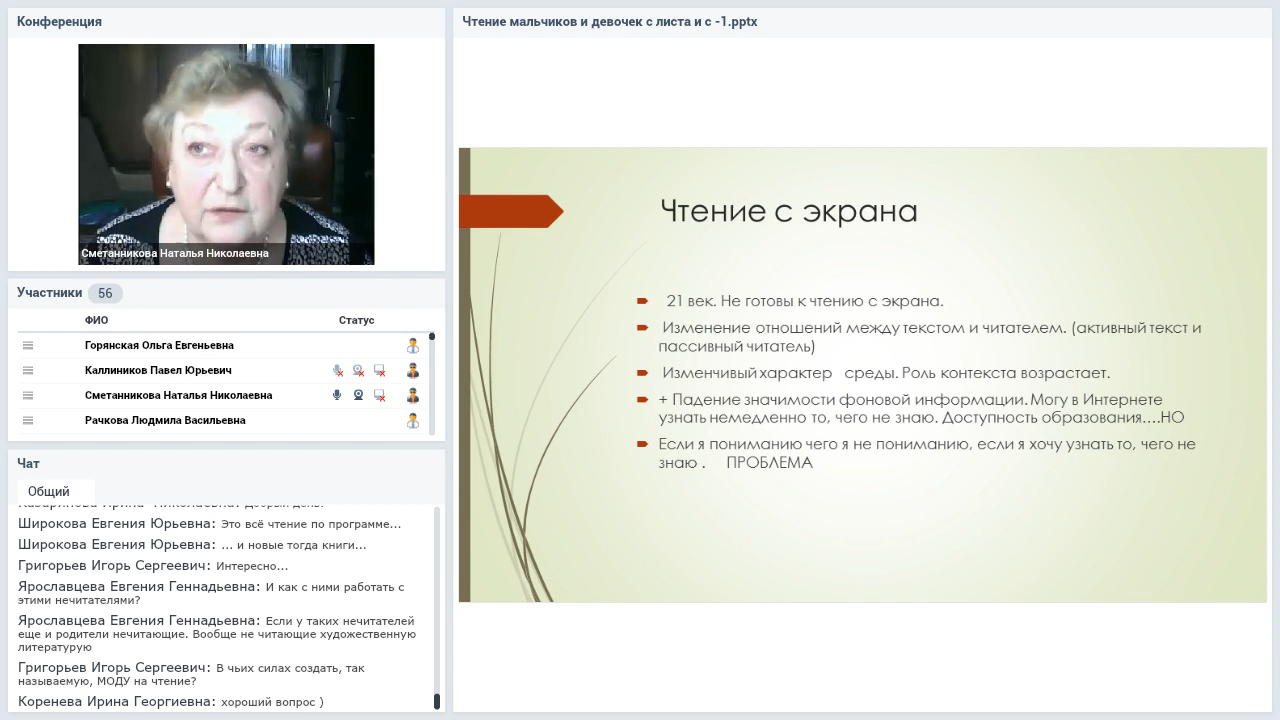 Конференция
Сметанникова Наталья Николаевна
Участники 56
ФИО Статус
Горянская Ольга Евгеньевна
Каллиников Павел Юрьевич
Сметанникова Наталья Николаевна
Рачкова Людмила Васильевна
Чат
Общий
Широкова Евгения Юрьевна: Это всё чтение по программе...
Широкова Евгения Юрьевна: ... и новые тогда книги...
Григорьев Игорь Сергеевич: Интересно...
Ярославцева Евгения Геннадьевна: И как с ними работать с
этими нечитателями?
Ярославцева Евгения Геннадьевна: Если у таких нечитателей
еще и родители нечитающие. Вообще не читающие художественную
литературую
Григорьев Игорь Сергеевич: В чьих силах создать, так
называемую, МОДУ на чтение?
Коренева Ирина Георгиевна: хороший вопрос )
Чтение мальчиков и девочек с листа и с -1.pptx
Чтение с экрана
21 век. Не готовы к чтению с экрана.
Изменение отношений между текстом и читателем. (активный текст и
пассивный читатель)
Изменчивый характер среды. Роль контекста возрастает.
+ Падение значимости фоновой информации. Могу в Интернете
узнать немедленно то, чего не знаю. Доступность образования....НО
Если я пониманию чего я не пониманию, если я хочу узнать то, чего не
знаю . ПРОБЛЕМА